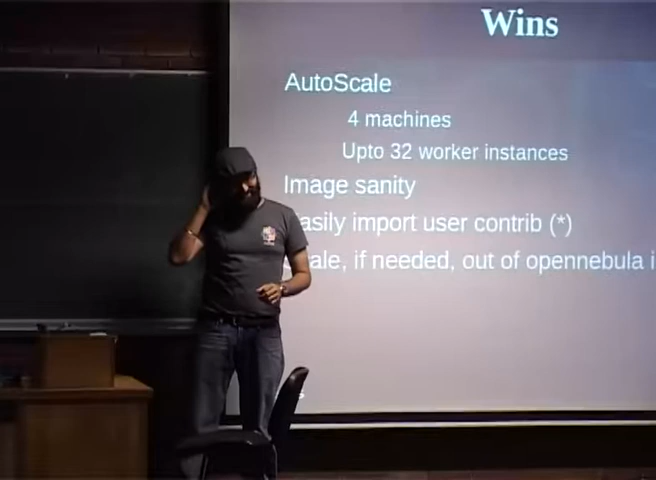 Wins
AutoScale
4 machines
Upto 32 worker instances
Image sanity
asily import user contrib (*)
ale, if needed, out of opennebula i